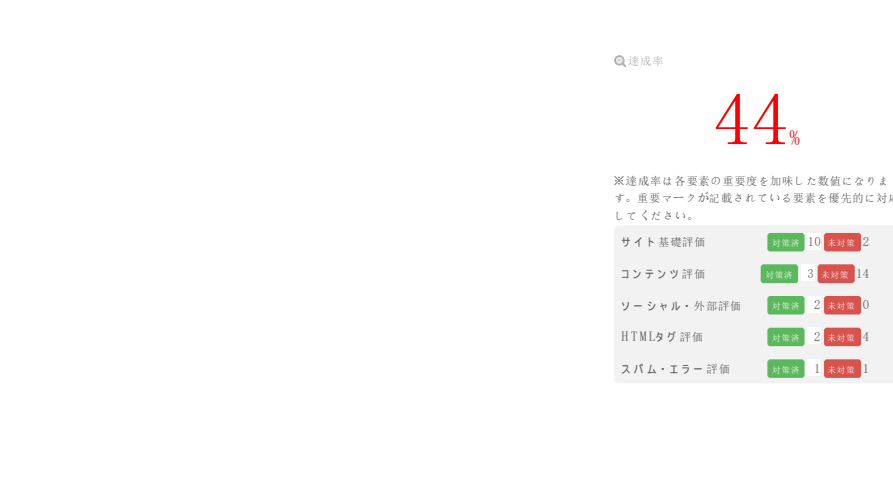 達成率
44%
※達成率は各要素の重要度を加味した数値になりま
す。重要マークが記載されている要素を優先的に対応
してください。
サイト基礎評価 対策済 10 未対策 2
コンテンツ評価 対策済 3 未対策 14
ソーシャル・外部評価 対策済 2 未対策 0
HTMLタグ評価 対策済 2 未対策 4
スパム・エラー評価 対策済 1 未対策 1